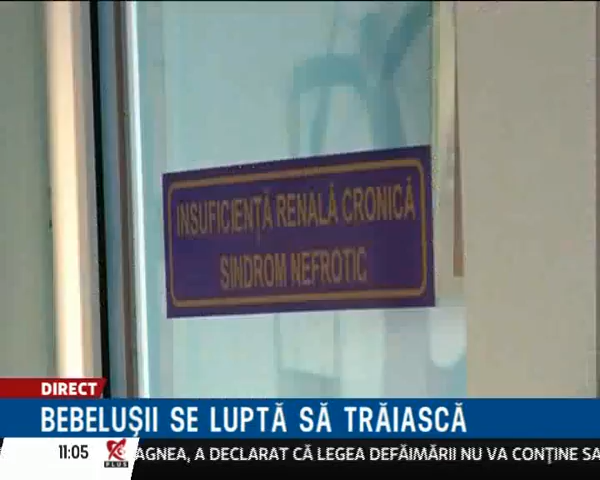 INSUFICIENȚĂ RENALĂ CRONICĂ
SINDROM NEFROTIC
DIRECT
BEBELUȘII SE LUPTĂ SĂ TRĂIASCĂ
11:05
PLUS
AGNEA, A DECLARAT CĂ LEGEA DEFĂIMĂRII NU VA CONȚINE SA